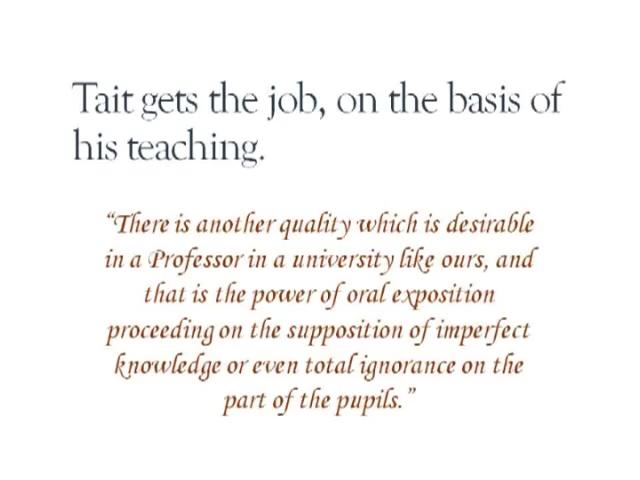 Tait gets the job, on the basis of
his teaching.
“There is another quality which is desirable
in a Professor in a university like ours, and
that is the power of oral exposition
proceeding on the supposition of imperfect
knowledge or even total ignorance on the
part of the pupils.”